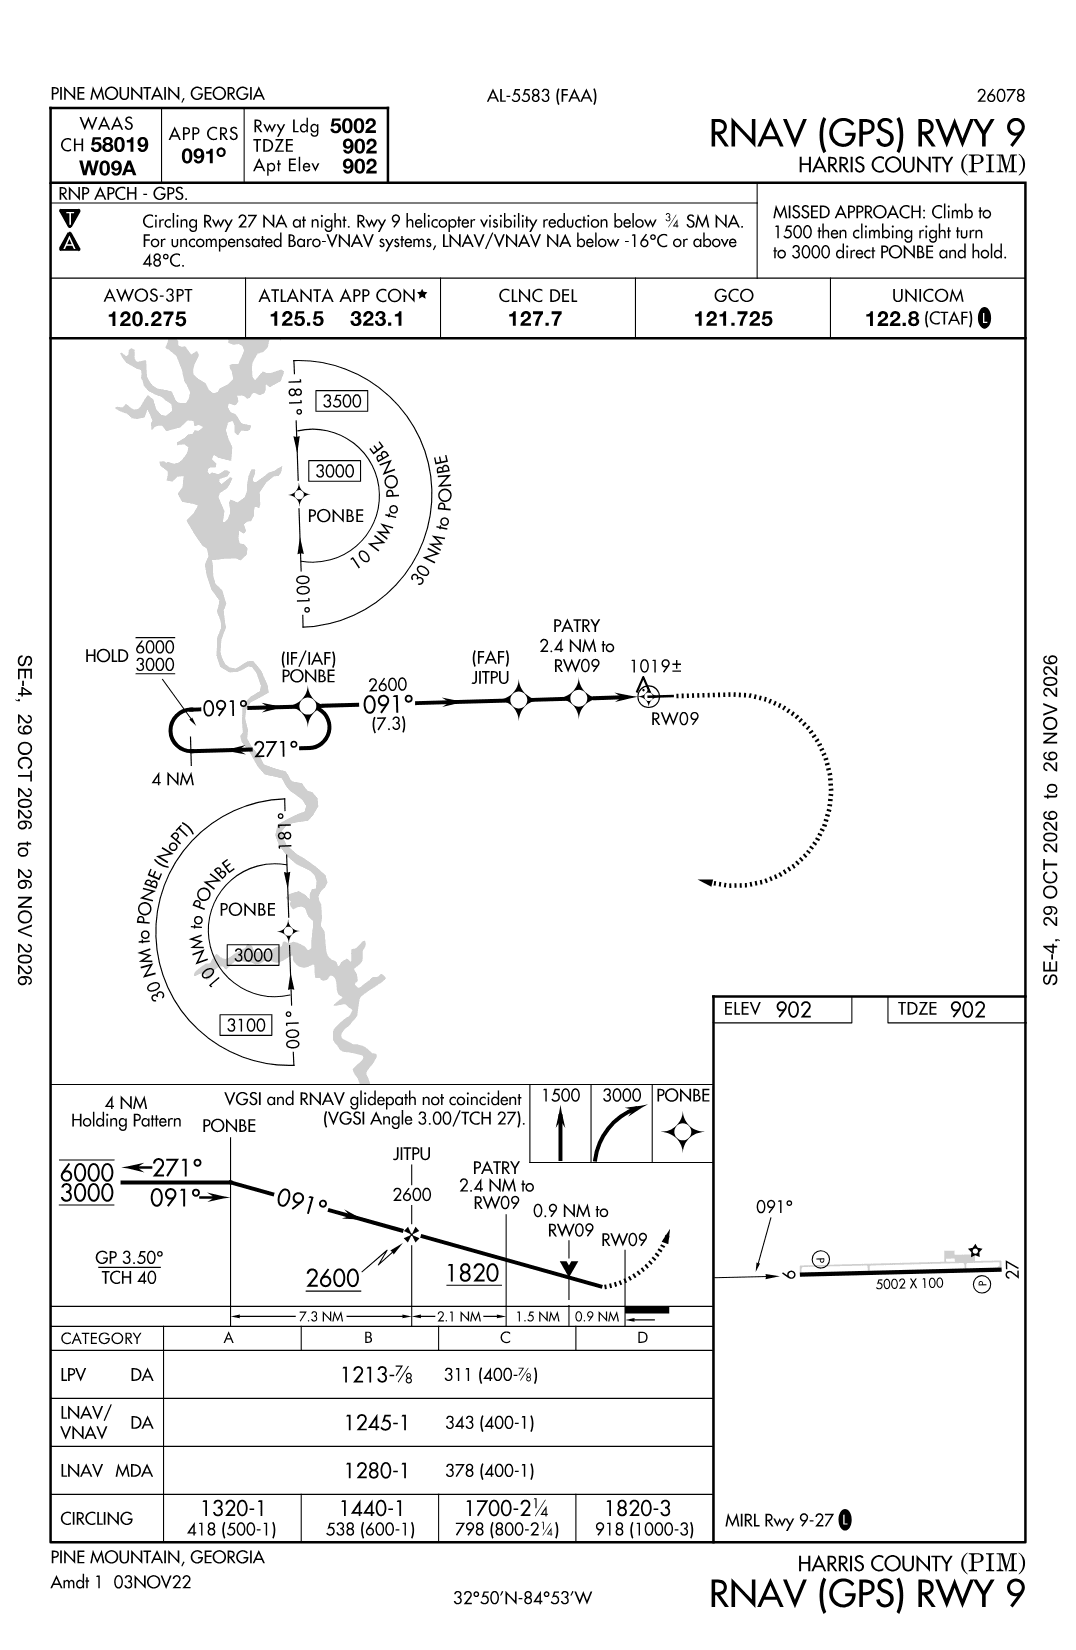 PINE MOUNTAIN, GEORGIA
AL-5583 (FAA)
26078
WAAS
CH 58019
W09A
APP CRS
091°
Rwy Ldg 5002
TDZE 902
Apt Elev 902
RNAV (GPS) RWY 9
HARRIS COUNTY (PIM)
RNP APCH - GPS.
T
A
Circling Rwy 27 NA at night. Rwy 9 helicopter visibility reduction below ¾ SM NA.
For uncompensated Baro-VNAV systems, LNAV/VNAV NA below -16°C or above
48°C.
MISSED APPROACH: Climb to
1500 then climbing right turn
to 3000 direct PONBE and hold.
AWOS-3PT
120.275
ATLANTA APP CON★
125.5 323.1
CLNC DEL
127.7
GCO
121.725
UNICOM
122.8 (CTAF) L
181°
3500
3000
PONBE
10 NM to PONBE
30 NM to PONBE
001°
HOLD 6000
3000
(IF/IAF)
PONBE
091°
271°
4 NM
2600
091°
(7.3)
(FAF)
JITPU
PATRY
2.4 NM to
RW09
1019±
RW09
181°
30 NM to PONBE (NoPT)
10 NM to PONBE
PONBE
3000
3100
001°
SE-4, 29 OCT 2026 to 26 NOV 2026
SE-4, 29 OCT 2026 to 26 NOV 2026
ELEV 902
TDZE 902
091°
9
P
5002 X 100
P
27
MIRL Rwy 9-27 L
4 NM
Holding Pattern
PONBE
VGSI and RNAV glidepath not coincident
(VGSI Angle 3.00/TCH 27).
1500
3000
PONBE
6000
3000
271°
091°
091°
JITPU
2600
2600
PATRY
2.4 NM to
RW09
1820
0.9 NM to
RW09
RW09
GP 3.50°
TCH 40
7.3 NM
2.1 NM
1.5 NM
0.9 NM
CATEGORY A B C D
LPV DA 1213-⅞ 311 (400-⅞)
LNAV/
VNAV DA 1245-1 343 (400-1)
LNAV MDA 1280-1 378 (400-1)
CIRCLING
1320-1
418 (500-1)
1440-1
538 (600-1)
1700-2¼
798 (800-2¼)
1820-3
918 (1000-3)
PINE MOUNTAIN, GEORGIA
Amdt 1 03NOV22
32°50'N-84°53'W
HARRIS COUNTY (PIM)
RNAV (GPS) RWY 9